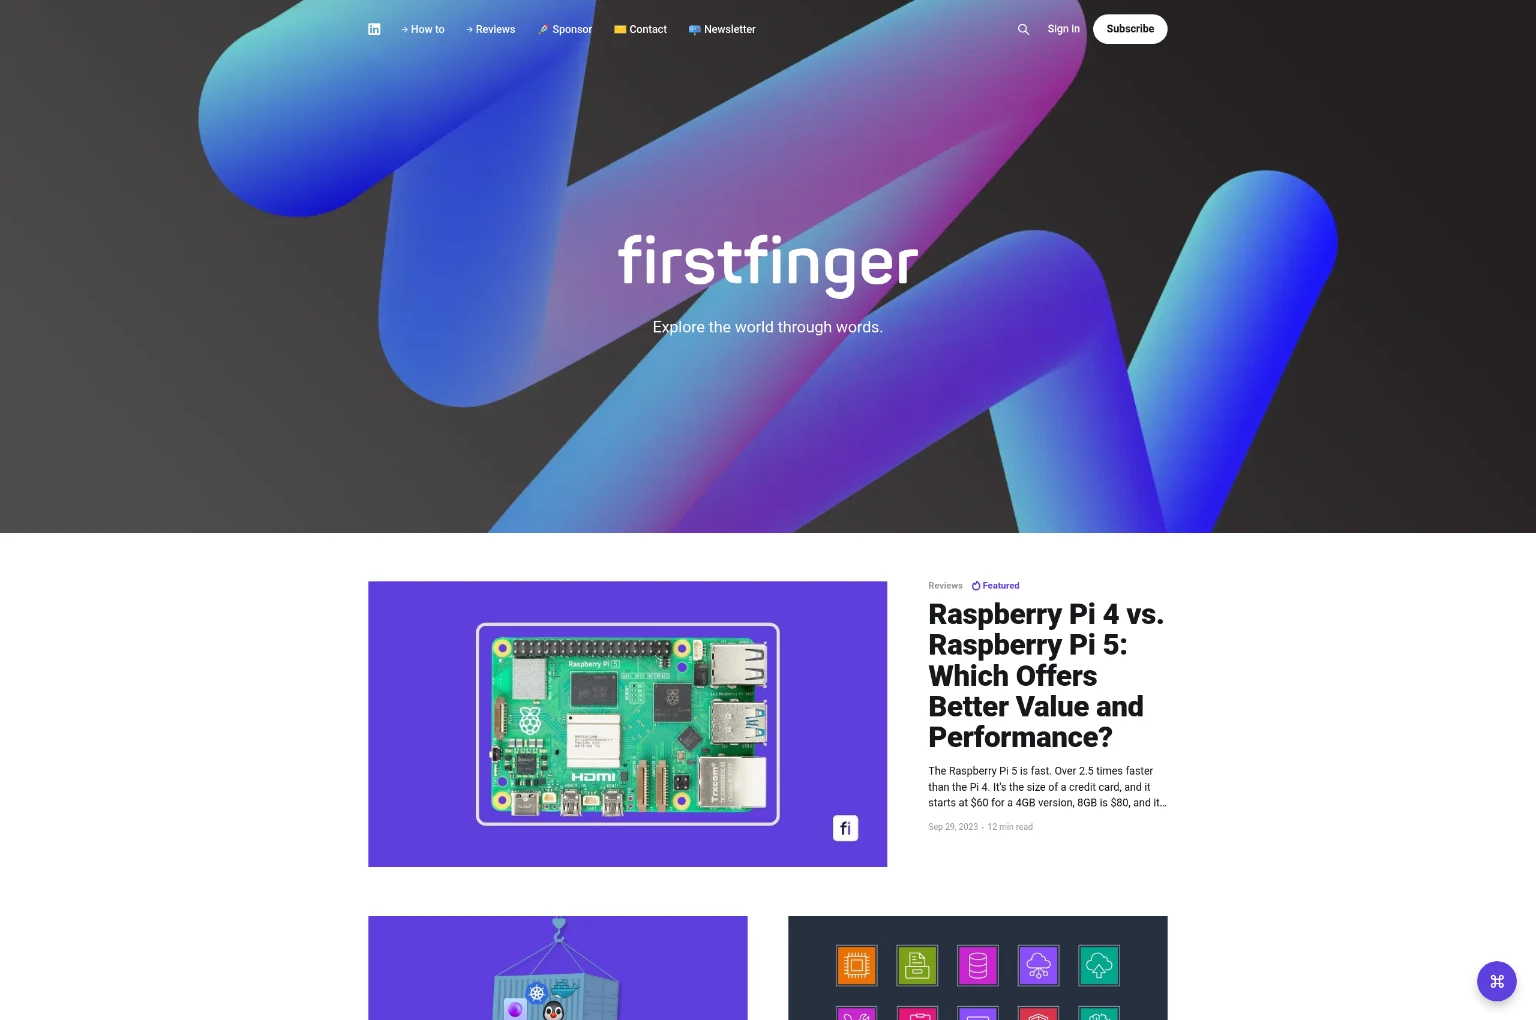 → How to
→ Reviews
🚀 Sponsor
🎫 Contact
📪 Newsletter
Sign in
Subscribe
firstfinger
Explore the world through words.
Reviews
Featured
Raspberry Pi 4 vs.
Raspberry Pi 5:
Which Offers
Better Value and
Performance?
The Raspberry Pi 5 is fast. Over 2.5 times faster
than the Pi 4. It's the size of a credit card, and it
starts at $60 for a 4GB version, 8GB is $80, and it...
Sep 29, 2023 • 12 min read
Raspberry Pi 5
HDMI
Trxcom
fi